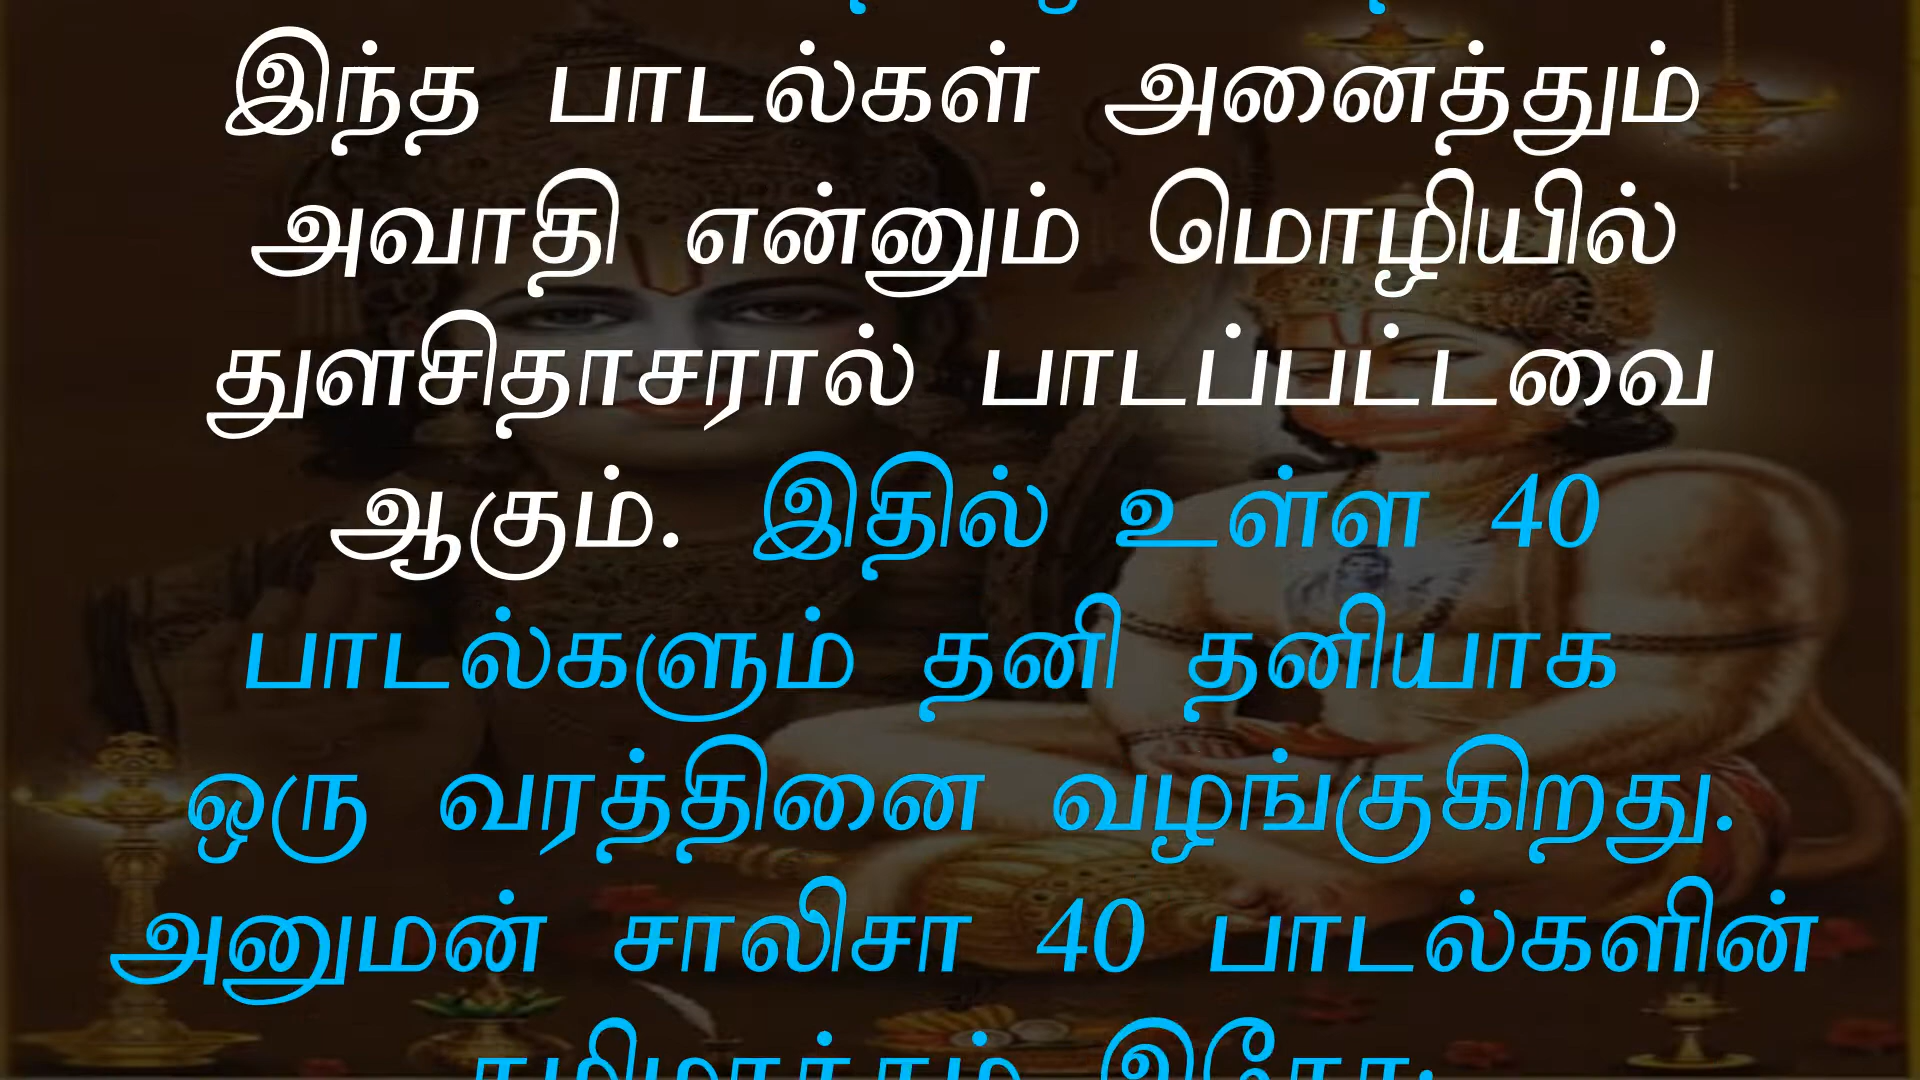 இந்த பாடல்கள் அனைத்தும்
அவாதி என்னும் மொழியில்
துளசிதாசரால் பாடப்பட்டவை
ஆகும். இதில் உள்ள 40
பாடல்களும் தனி தனியாக
ஒரு வரத்தினை வழங்குகிறது.
அனுமன் சாலிசா 40 பாடல்களின்